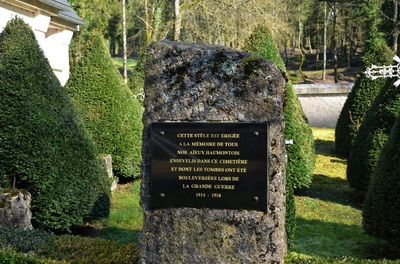 CETTE STÈLE EST ÉRIGÉE
A LA MÉMOIRE DE TOUS
NOS AÏEUX HAUMONTOIS
ENSEVELIS DANS CE CIMETIÈRE
ET DONT LES TOMBES ONT ÉTÉ
BOULEVERSÉES LORS DE
LA GRANDE GUERRE
1914 - 1918